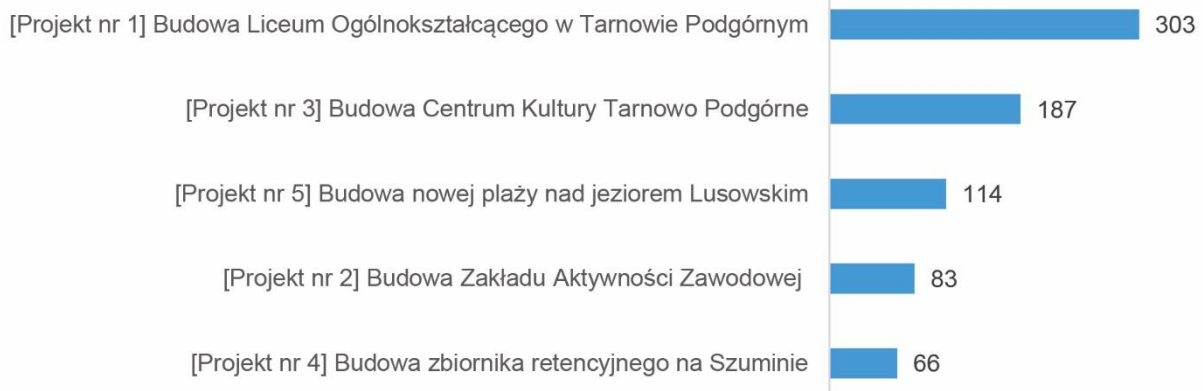 [Projekt nr 1] Budowa Liceum Ogólnokształcącego w Tarnowie Podgórnym 303
[Projekt nr 3] Budowa Centrum Kultury Tarnowo Podgórne 187
[Projekt nr 5] Budowa nowej plaży nad jeziorem Lusowskim 114
[Projekt nr 2] Budowa Zakładu Aktywności Zawodowej 83
[Projekt nr 4] Budowa zbiornika retencyjnego na Szuminie 66